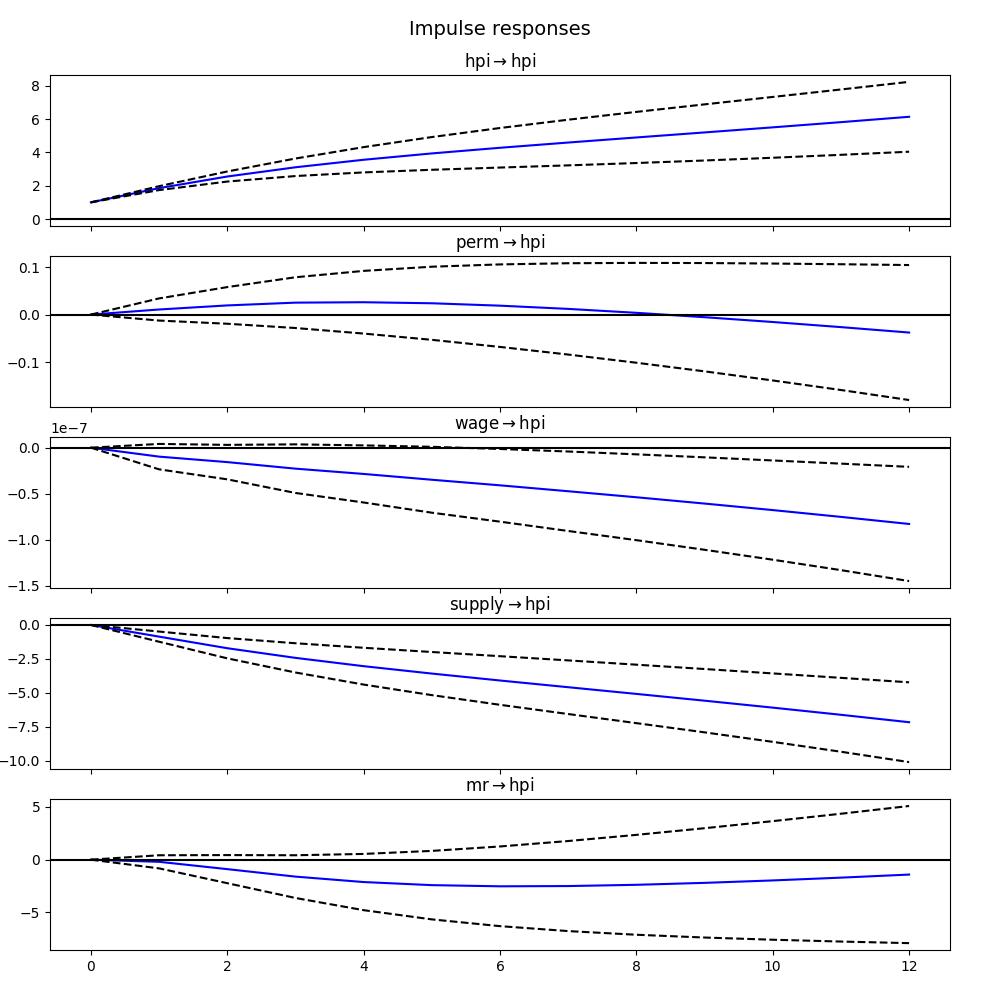 Impulse responses
hpi → hpi
8
6
4
2
0
perm → hpi
0.1
0.0
−0.1
wage → hpi
1e−7
0.0
−0.5
−1.0
−1.5
supply → hpi
0.0
−2.5
−5.0
−7.5
−10.0
mr → hpi
5
0
−5
0 2 4 6 8 10 12